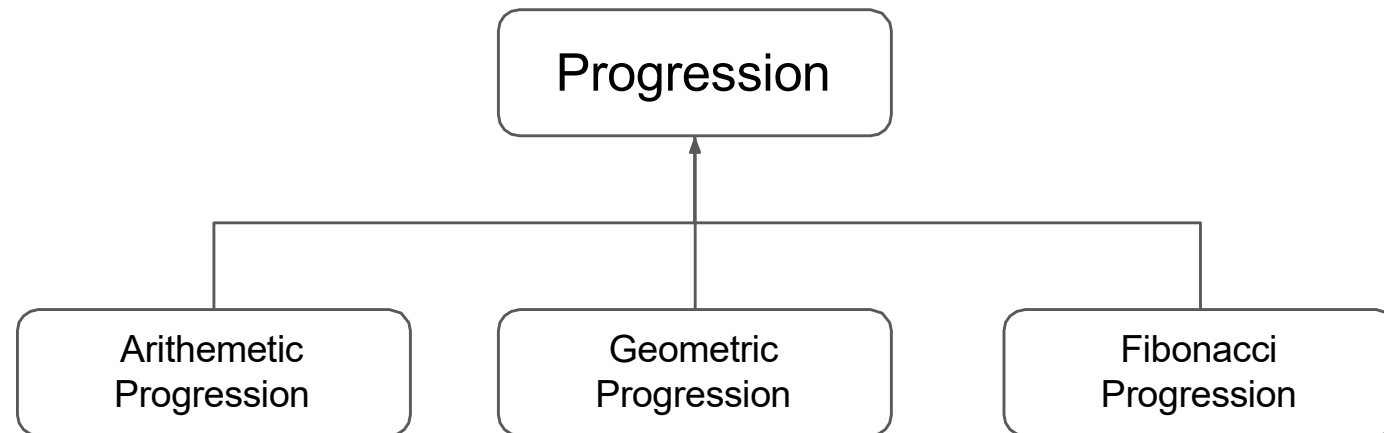 Progression
Arithemetic
Progression
Geometric
Progression
Fibonacci
Progression